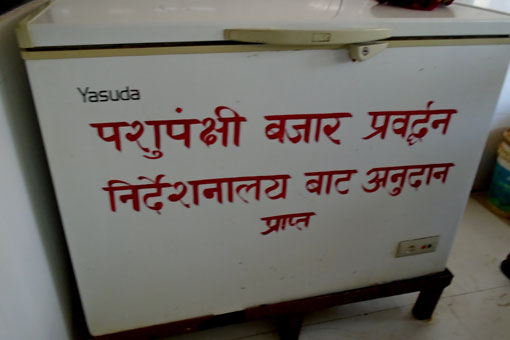 Yasuda
पशुपंक्षी बजार प्रवर्द्धन
निर्देशनालय बाट अनुदान
प्राप्त